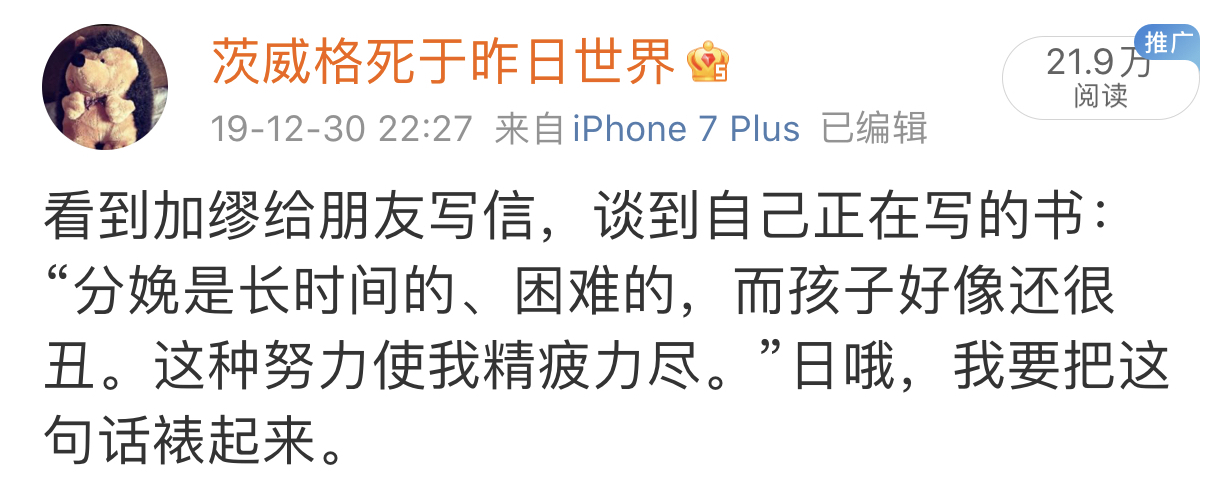 茨威格死于昨日世界
5
推广
21.9万
阅读
19-12-30 22:27 来自 iPhone 7 Plus 已编辑
看到加缪给朋友写信，谈到自己正在写的书：
“分娩是长时间的、困难的，而孩子好像还很
丑。这种努力使我精疲力尽。”日哦，我要把这
句话裱起来。